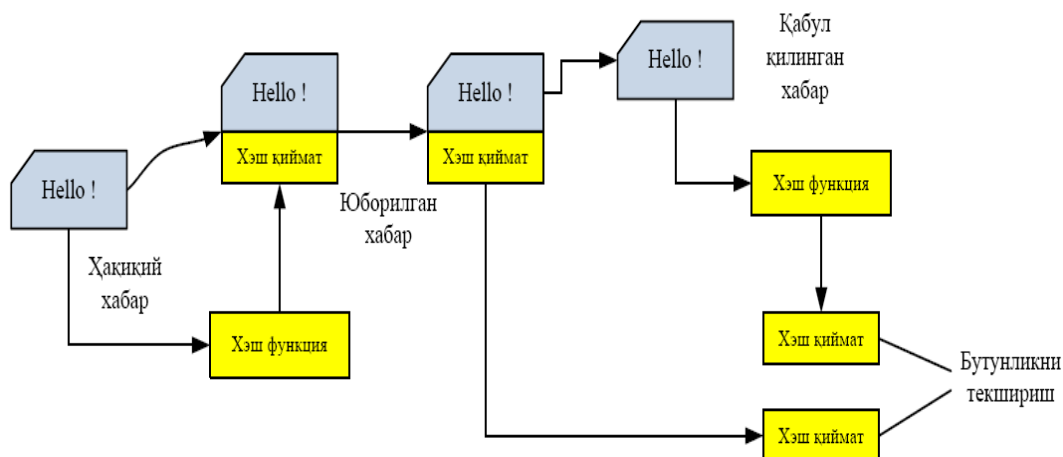 Hello !
Hello !
Hello !
Hello !
Қабул
қилинган
хабар
Хэш қиймат
Хэш қиймат
Хэш функция
Юборилган
хабар
Ҳақиқий
хабар
Хэш функция
Хэш қиймат
Бутунликни
текшириш
Хэш қиймат